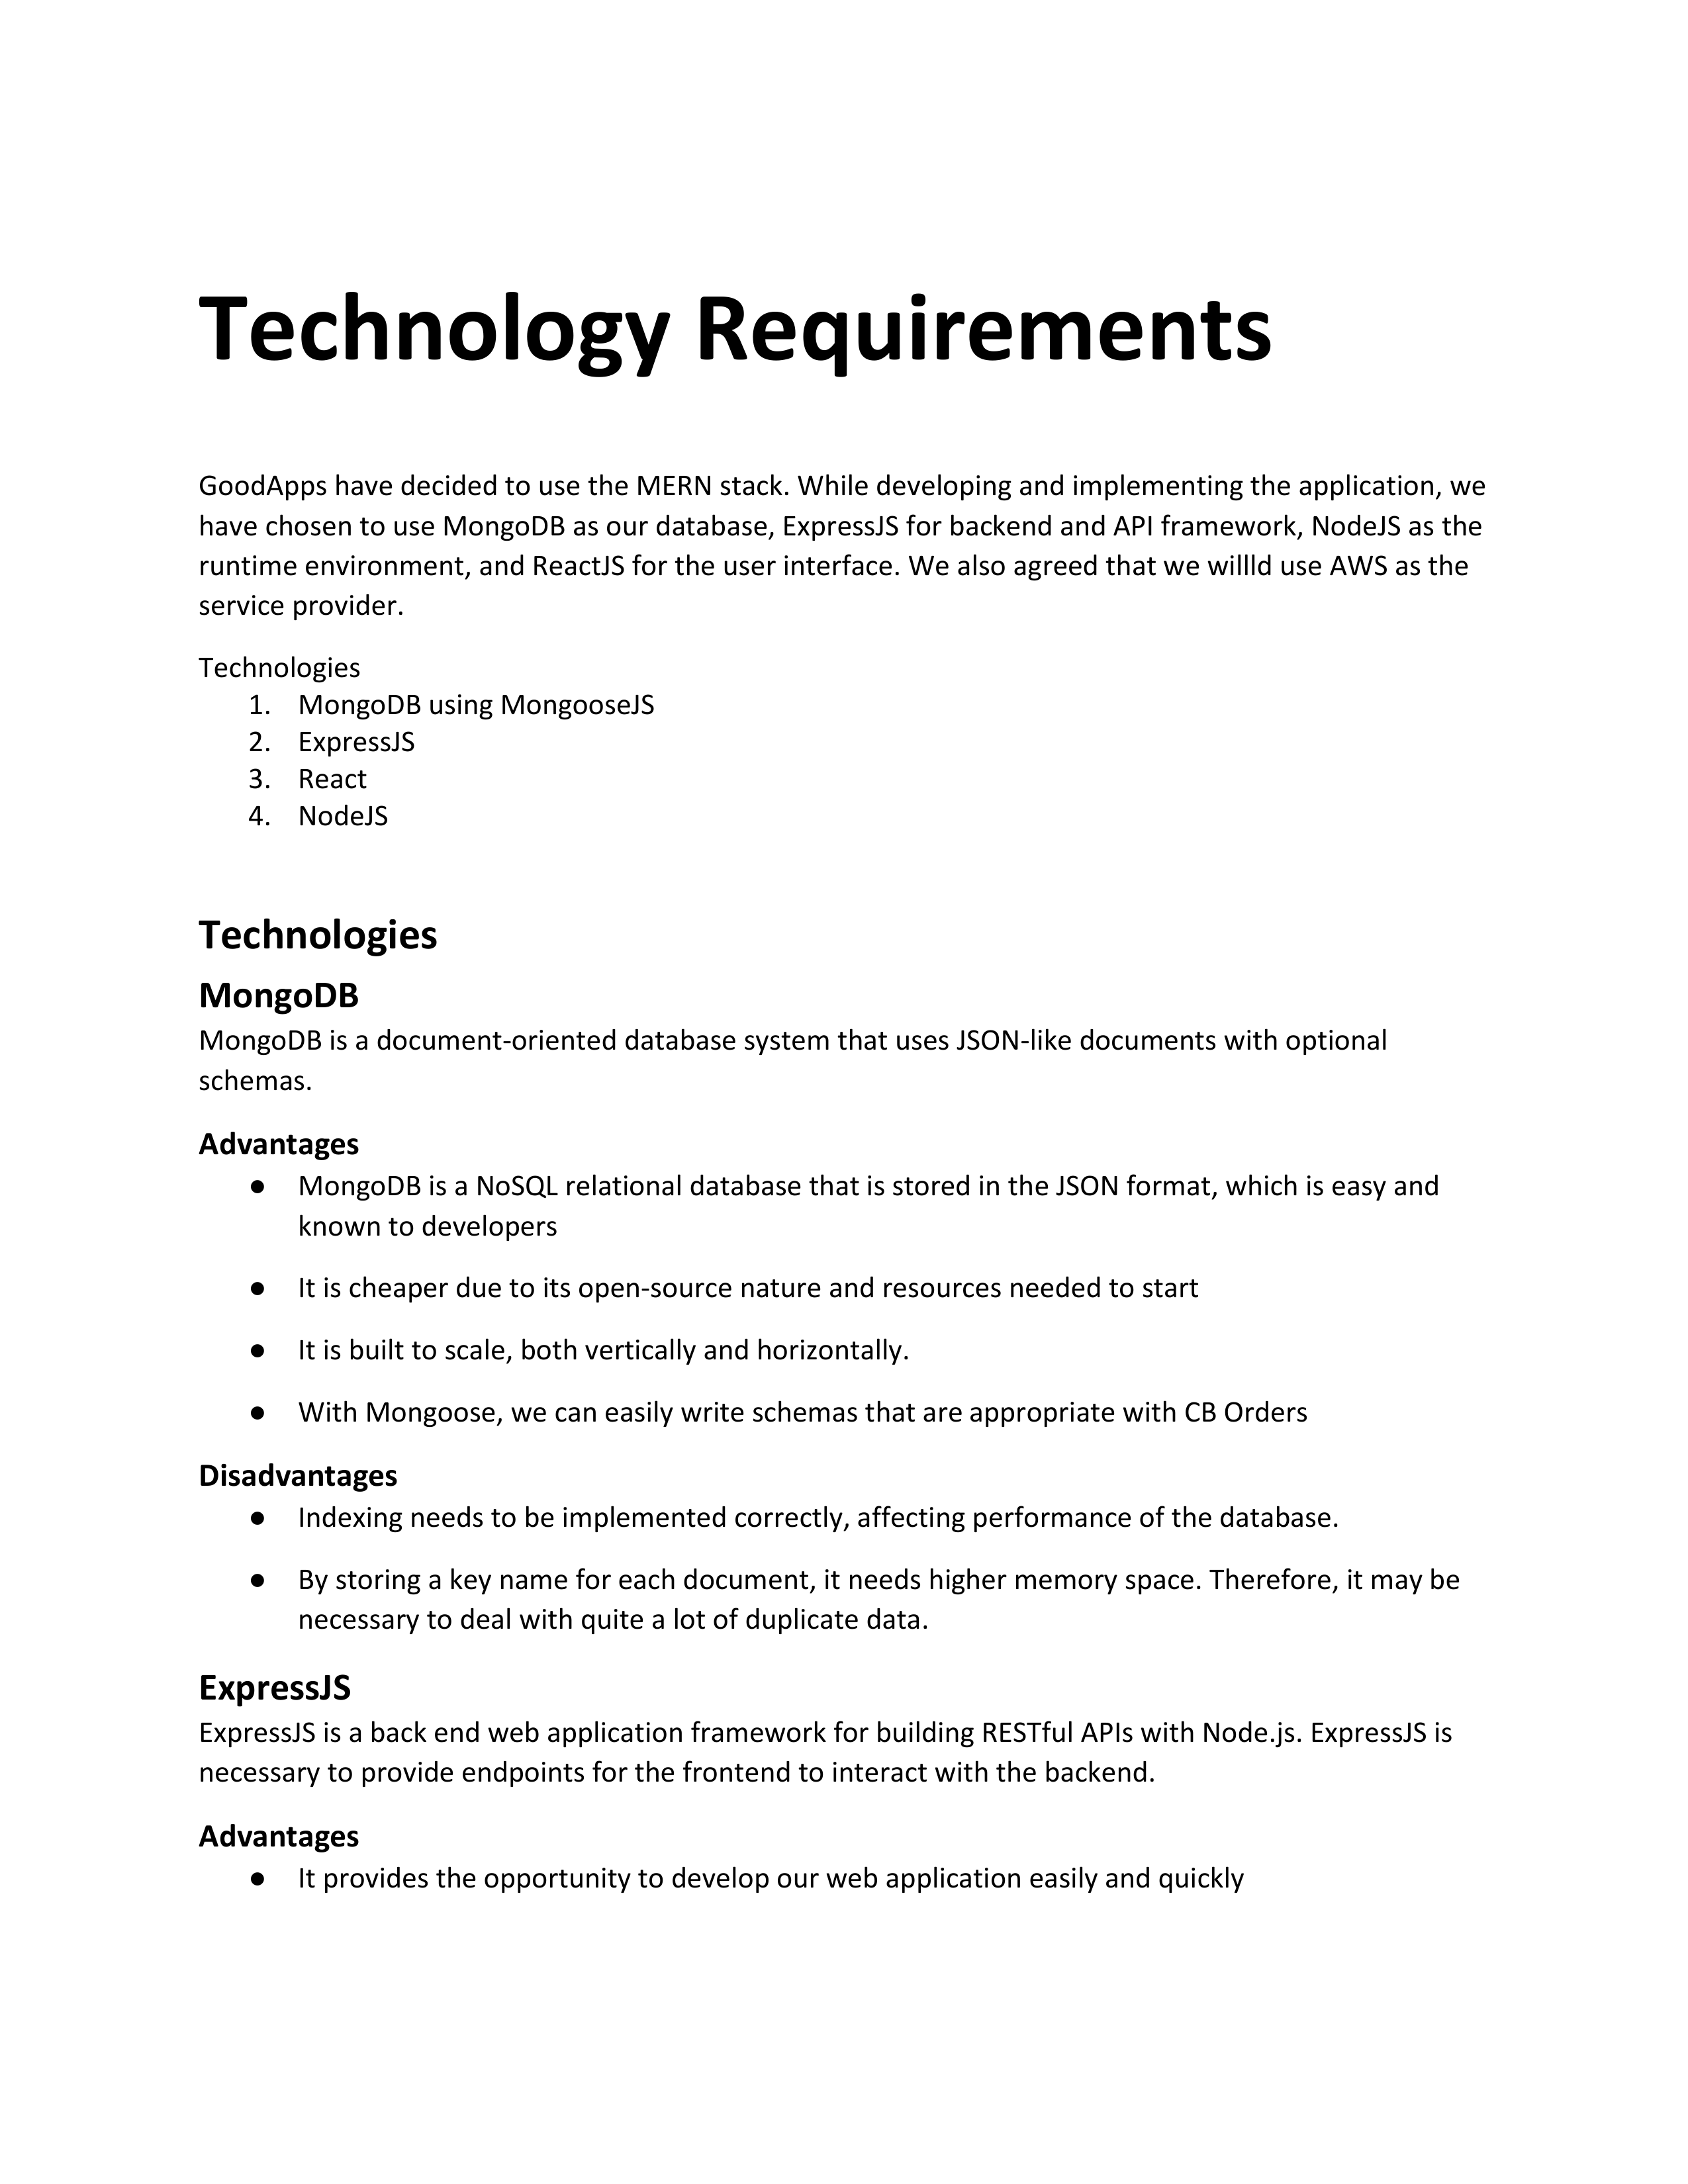 Technology Requirements
GoodApps have decided to use the MERN stack. While developing and implementing the application, we
have chosen to use MongoDB as our database, ExpressJS for backend and API framework, NodeJS as the
runtime environment, and ReactJS for the user interface. We also agreed that we willld use AWS as the
service provider.
Technologies
1. MongoDB using MongooseJS
2. ExpressJS
3. React
4. NodeJS
Technologies
MongoDB
MongoDB is a document-oriented database system that uses JSON-like documents with optional
schemas.
Advantages
● MongoDB is a NoSQL relational database that is stored in the JSON format, which is easy and
known to developers
● It is cheaper due to its open-source nature and resources needed to start
● It is built to scale, both vertically and horizontally.
● With Mongoose, we can easily write schemas that are appropriate with CB Orders
Disadvantages
● Indexing needs to be implemented correctly, affecting performance of the database.
● By storing a key name for each document, it needs higher memory space. Therefore, it may be
necessary to deal with quite a lot of duplicate data.
ExpressJS
ExpressJS is a back end web application framework for building RESTful APIs with Node.js. ExpressJS is
necessary to provide endpoints for the frontend to interact with the backend.
Advantages
● It provides the opportunity to develop our web application easily and quickly